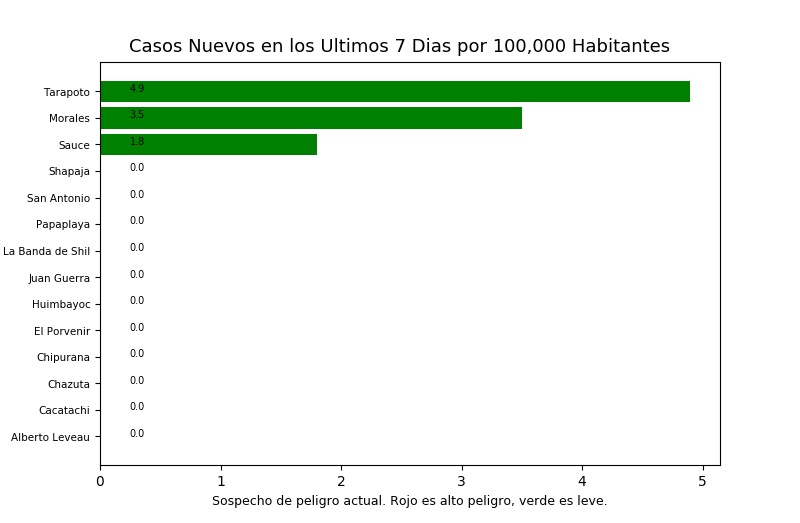 Casos Nuevos en los Ultimos 7 Dias por 100,000 Habitantes
Tarapoto 4.9
Morales 3.5
Sauce 1.8
Shapaja 0.0
San Antonio 0.0
Papaplaya 0.0
La Banda de Shil 0.0
Juan Guerra 0.0
Huimbayoc 0.0
El Porvenir 0.0
Chipurana 0.0
Chazuta 0.0
Cacatachi 0.0
Alberto Leveau 0.0
0 1 2 3 4 5
Sospecho de peligro actual. Rojo es alto peligro, verde es leve.